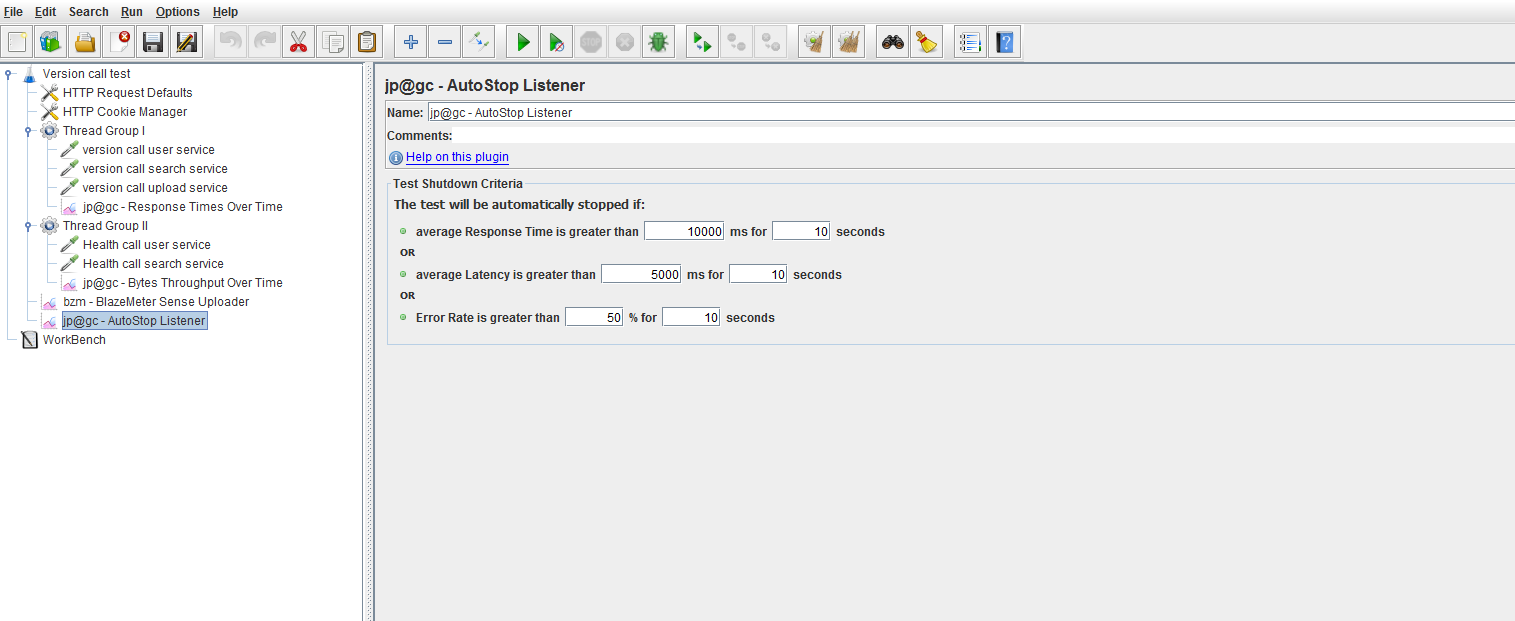 File Edit Search Run Options Help
STOP
Version call test
HTTP Request Defaults
HTTP Cookie Manager
Thread Group I
version call user service
version call search service
version call upload service
jp@gc - Response Times Over Time
Thread Group II
Health call user service
Health call search service
jp@gc - Bytes Throughput Over Time
bzm - BlazeMeter Sense Uploader
jp@gc - AutoStop Listener
WorkBench
jp@gc - AutoStop Listener
Name: jp@gc - AutoStop Listener
Comments:
Help on this plugin
Test Shutdown Criteria
The test will be automatically stopped if:
average Response Time is greater than 10000 ms for 10 seconds
OR
average Latency is greater than 5000 ms for 10 seconds
OR
Error Rate is greater than 50 % for 10 seconds